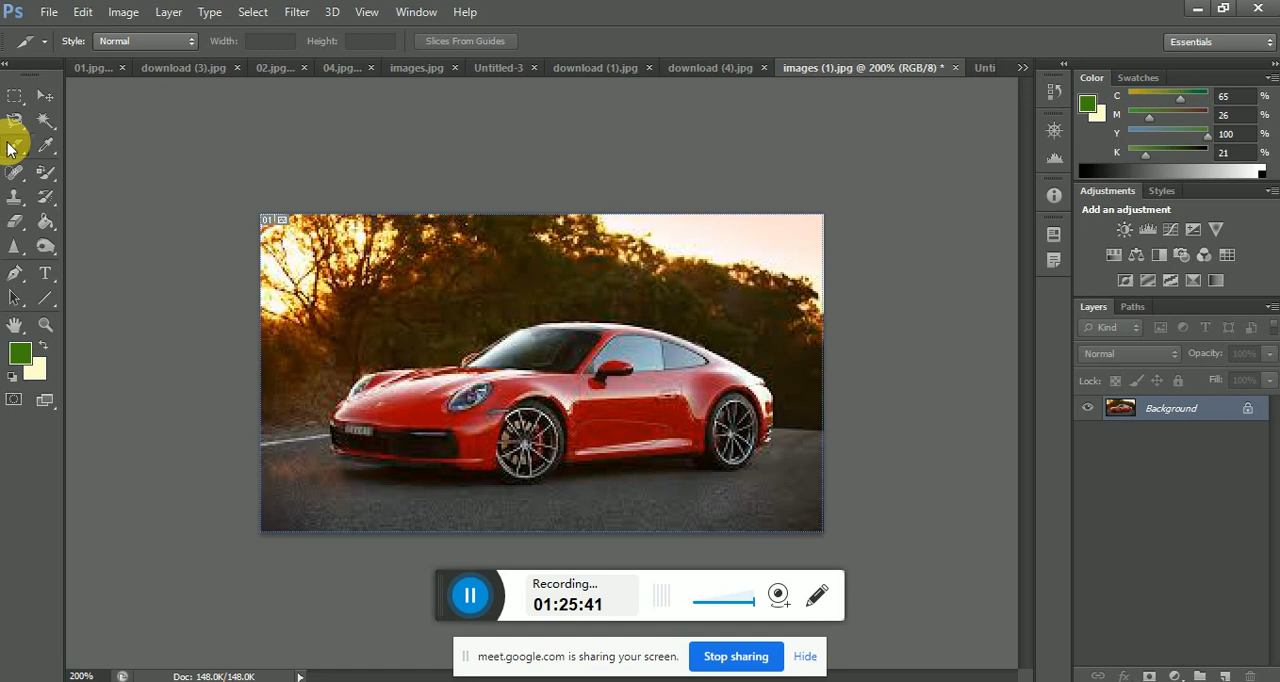 Ps File Edit Image Layer Type Select Filter 3D View Window Help
Style: Normal Width: Height: Slices From Guides Essentials
01.jpg... × download (3).jpg × 02.jpg... × 04.jpg... × images.jpg × Untitled-3 × download (1).jpg × download (4).jpg × images (1).jpg @ 200% (RGB/8) * × Unti >>
Color Swatches
C 65 %
M 26 %
Y 100 %
K 21 %
Adjustments Styles
Add an adjustment
01
Layers Paths
Kind
Normal Opacity: 100%
Lock: Fill: 100%
Background
Recording...
01:25:41
meet.google.com is sharing your screen. Stop sharing Hide
200% Doc: 148.0K/148.0K